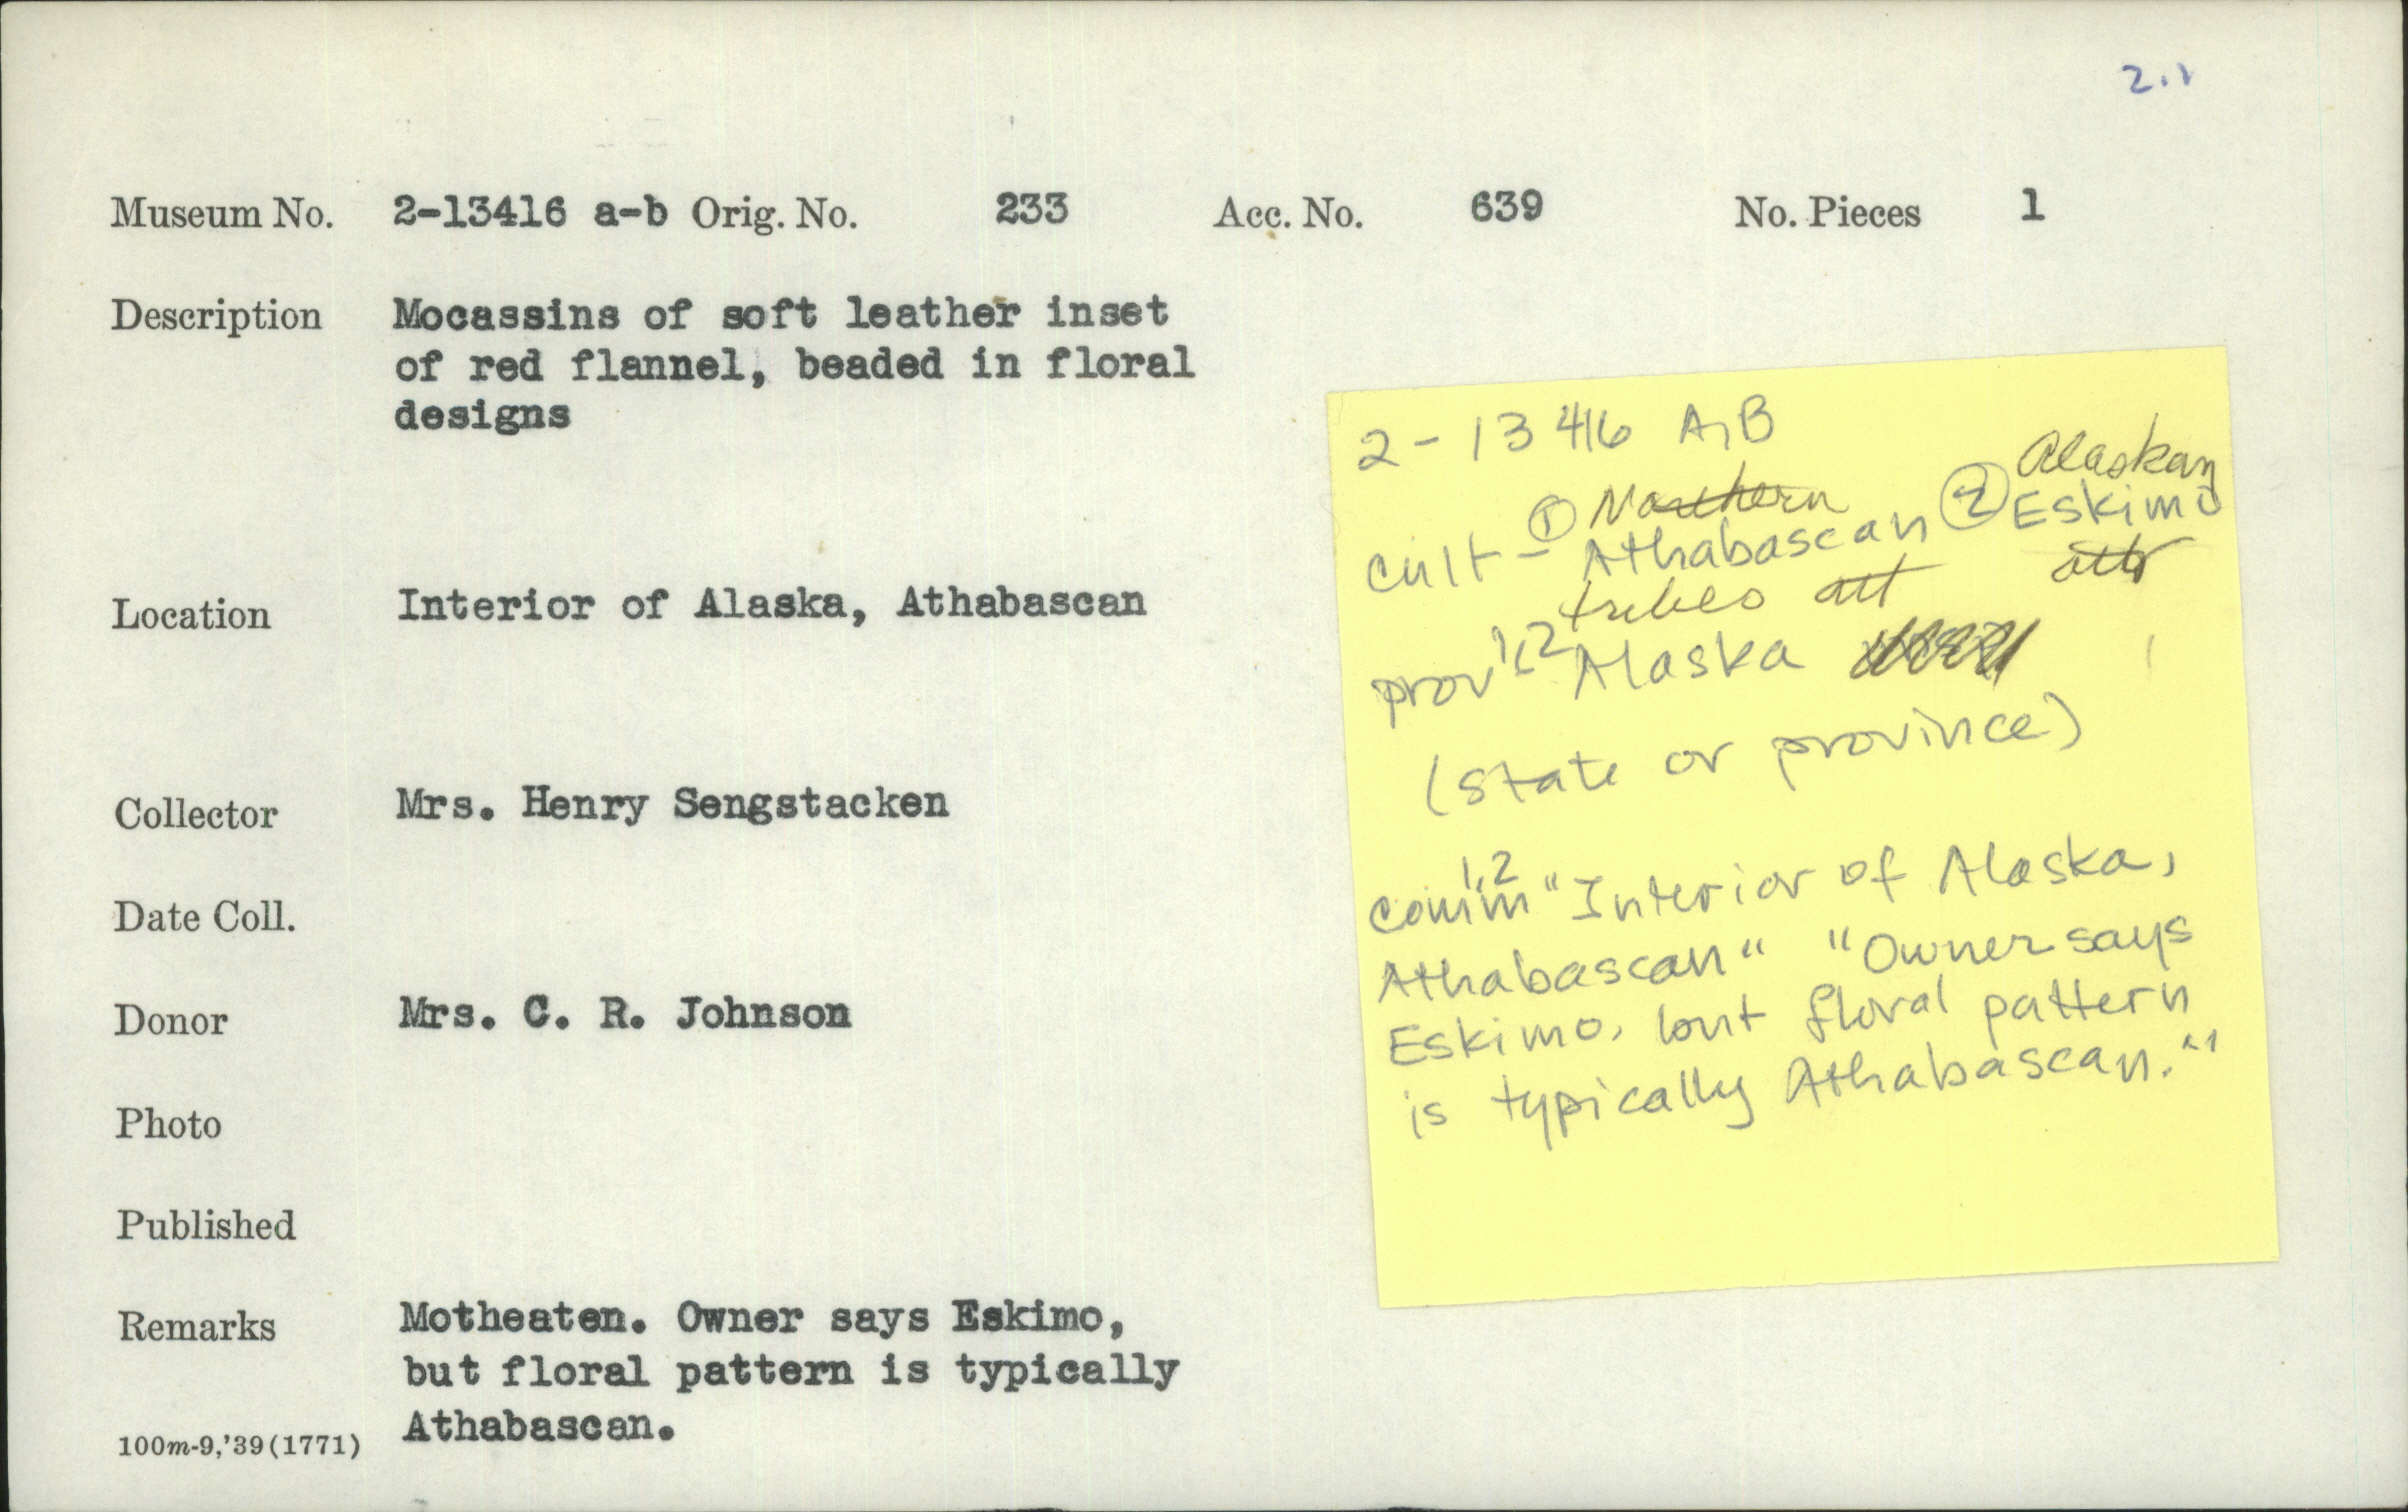 2.1
Museum No. 2-13416 a-b Orig. No. 233 Acc. No. 639 No. Pieces 1
Description Mocassins of soft leather inset
of red flannel, beaded in floral
designs
Location Interior of Alaska, Athabascan
Collector Mrs. Henry Sengstacken
Date Coll.
Donor Mrs. C. R. Johnson
Photo
Published
Remarks Motheaten. Owner says Eskimo,
but floral pattern is typically
Athabascan.
100m-9,'39(1771)
2-13416 A,B
Cult - ① Northern Athabascan tribes att ② Alaskan Eskimo attr
prov 1,2 Alaska
(state or province)
comm 1,2 "Interior of Alaska,
Athabascan" "Owner says
Eskimo, but floral pattern
is typically Athabascan."